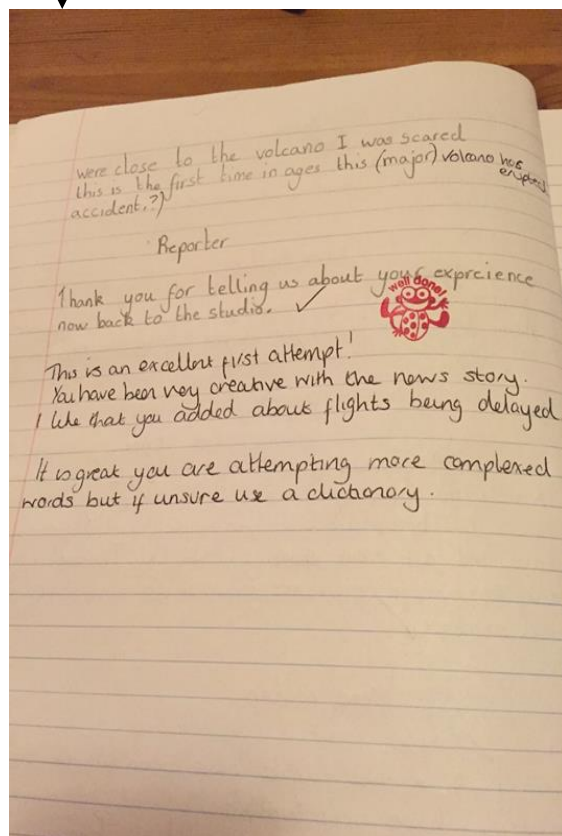 were close to the volcano I was scared
this is the first time in ages this (major) volcano has erupted
accident.?)
Reporter
Thank you for telling us about your expreience
now back to the studio. ✓
well done!
This is an excellent first attempt!
You have been very creative with the news story.
I like that you added about flights being delayed
It is great you are attempting more complexed
words but if unsure use a dictionary.